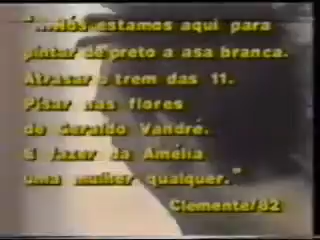 "...Nós estamos aqui para
pintar de preto a asa branca.
Atrasar o trem das 11.
Pisar nas flores
de Geraldo Vandré.
E fazer da Amélia
uma mulher qualquer."
Clemente/82